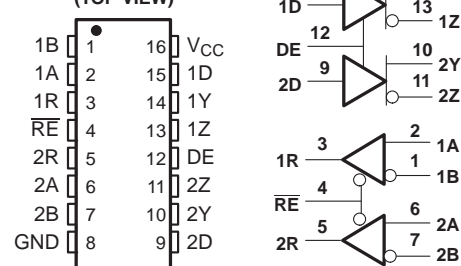 (TOP VIEW)
1B 1 16 VCC
1A 2 15 1D
1R 3 14 1Y
RE 4 13 1Z
2R 5 12 DE
2A 6 11 2Z
2B 7 10 2Y
GND 8 9 2D
1D 13 1Z
DE 12
10 2Y
2D 9
11 2Z
1R 3 2 1A
1 1B
RE 4
2R 5 6 2A
7 2B